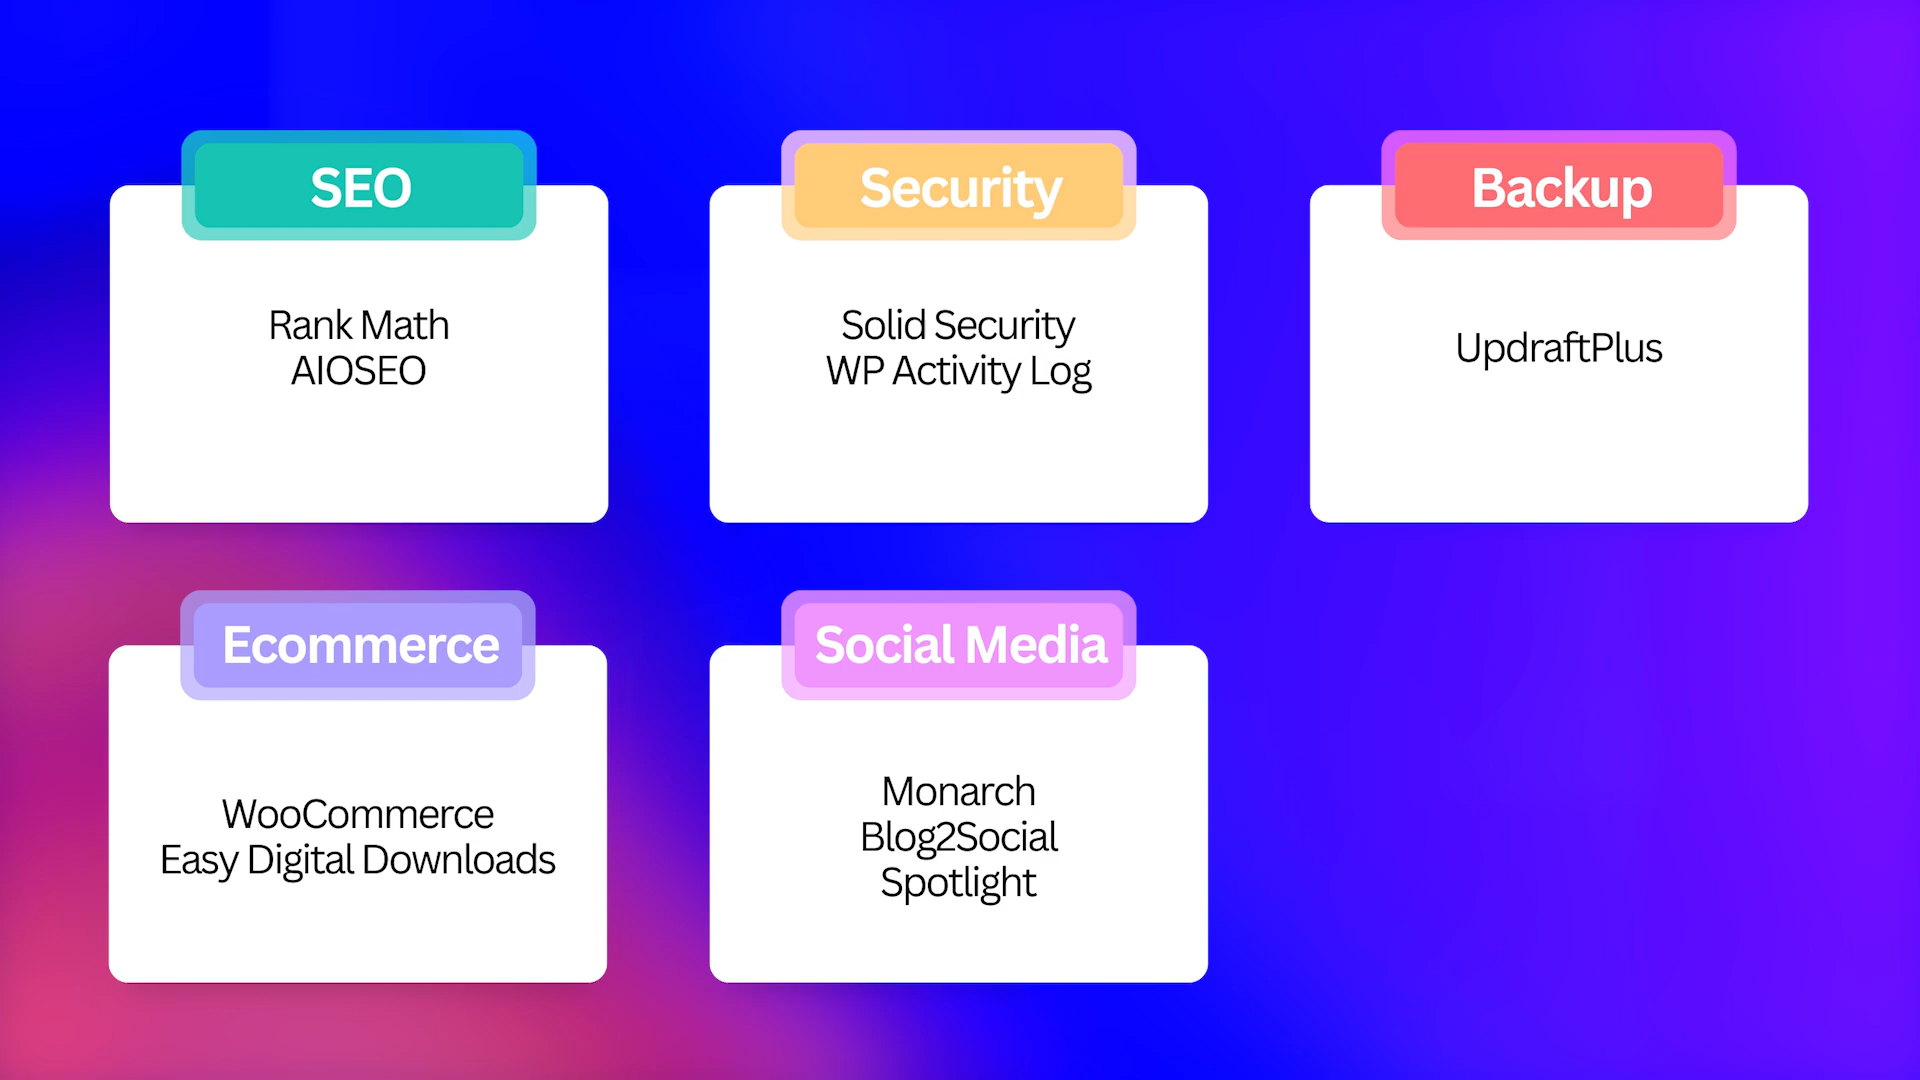 SEO
Rank Math
AIOSEO
Security
Solid Security
WP Activity Log
Backup
UpdraftPlus
Ecommerce
WooCommerce
Easy Digital Downloads
Social Media
Monarch
Blog2Social
Spotlight